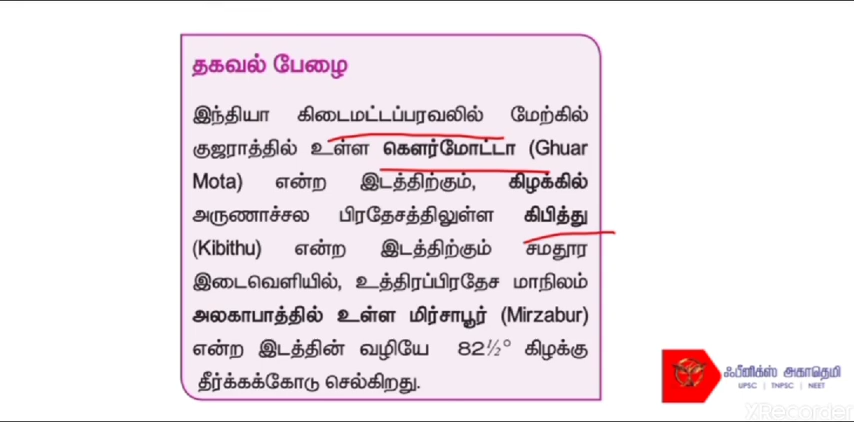 தகவல் பேழை
இந்தியா கிடைமட்டப்பரவலில் மேற்கில்
குஜராத்தில் உள்ள கௌர்மோட்டா (Ghuar
Mota) என்ற இடத்திற்கும், கிழக்கில்
அருணாச்சல பிரதேசத்திலுள்ள கிபித்து
(Kibithu) என்ற இடத்திற்கும் சமதூர
இடைவெளியில், உத்திரப்பிரதேச மாநிலம்
அலகாபாத்தில் உள்ள மிர்சாபூர் (Mirzabur)
என்ற இடத்தின் வழியே 82½° கிழக்கு
தீர்க்கக்கோடு செல்கிறது.
ஃபீனிக்ஸ் அகாதெமி
UPSC | TNPSC | NEET
XRecorder